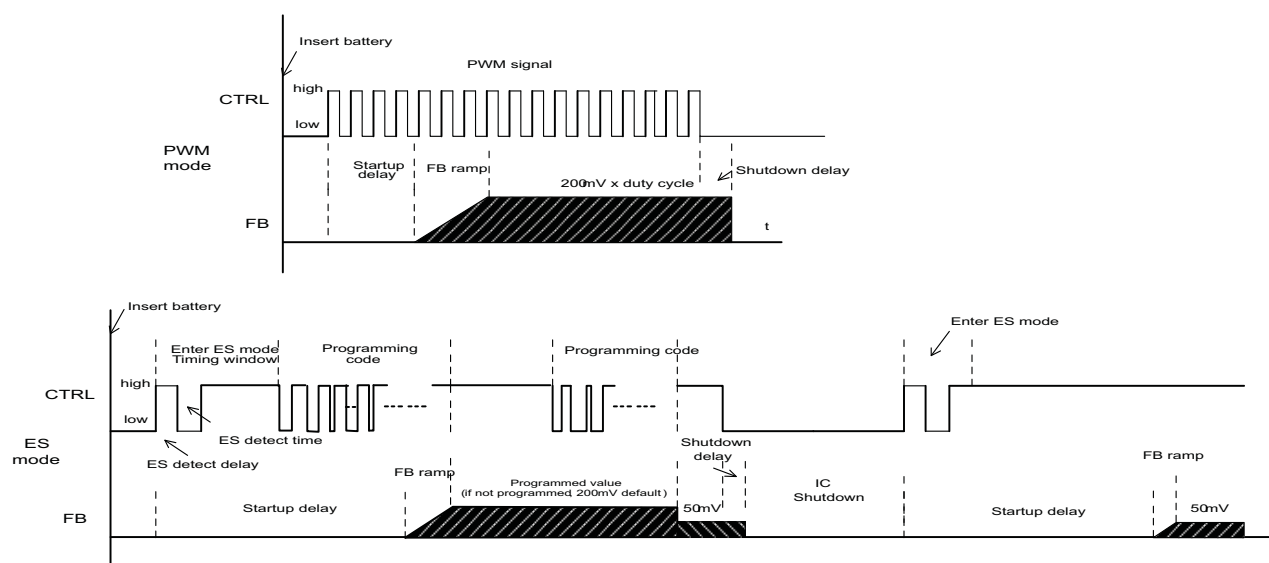 Insert battery
PWM signal
high
CTRL
low
PWM
mode
Startup
delay
FB ramp
200mV x duty cycle
Shutdown delay
FB
t
Insert battery
Enter ES mode
Enter ES mode
Timing window
Programming
code
Programming code
high
CTRL
low
ES detect time
ES
mode
ES detect delay
Shutdown
delay
FB ramp
FB ramp
Programmed value
(if not programmed, 200mV default)
50mV
IC
Shutdown
Startup delay
Startup delay
50mV
FB